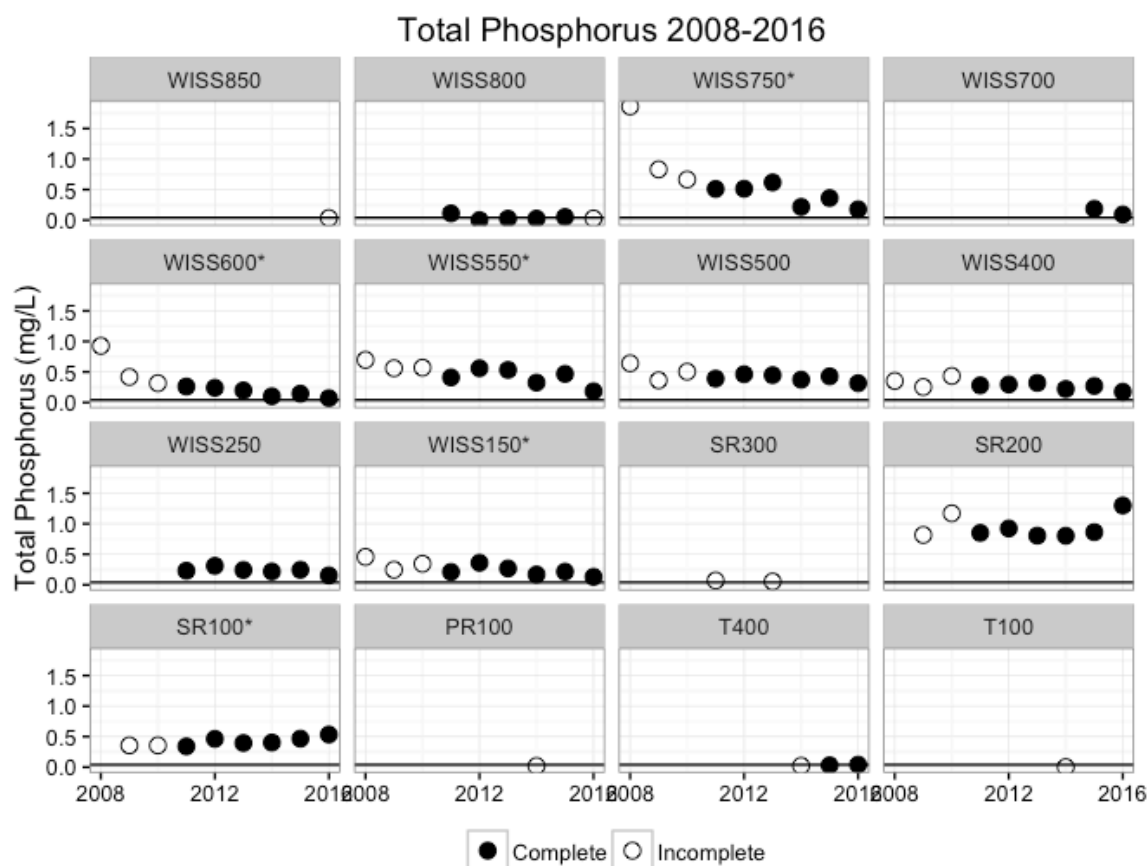 Total Phosphorus 2008-2016
WISS850 WISS800 WISS750* WISS700
1.5
1.0
0.5
0.0
WISS600* WISS550* WISS500 WISS400
1.5
1.0
0.5
0.0
Total Phosphorus (mg/L)
WISS250 WISS150* SR300 SR200
1.5
1.0
0.5
0.0
SR100* PR100 T400 T100
1.5
1.0
0.5
0.0
2008 2012 2016 2008 2012 2016 2008 2012 2016 2008 2012 2016
Complete Incomplete